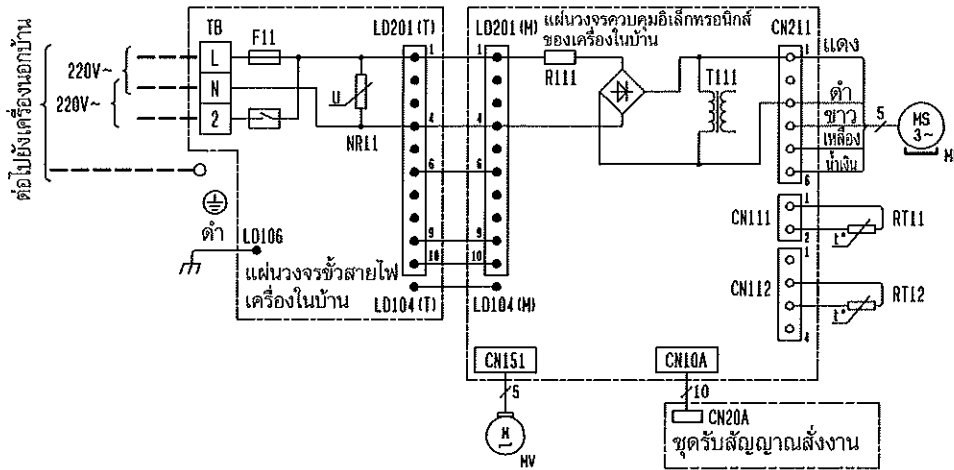 ต่อไปยังเครื่องนอกบ้าน
220V~
220V~
TB
L
N
2
F11
U
NR11
LD201(T)
1
4
6
9
10
LD104(T)
ดำ
LD106
แผ่นวงจรขั้วสายไฟ
เครื่องในบ้าน
LD201(M)
1
4
6
9
10
LD104(M)
แผ่นวงจรควบคุมอิเล็กทรอนิกส์
ของเครื่องในบ้าน
R111
T111
CN211
1
6
แดง
ดำ
ขาว
เหลือง
น้ำเงิน
5
MS
3~
CN111
1
2
t°
RT11
CN112
1
4
t°
RT12
CN151
5
M
MV
CN10A
10
CN20A
ชุดรับสัญญาณสั่งงาน